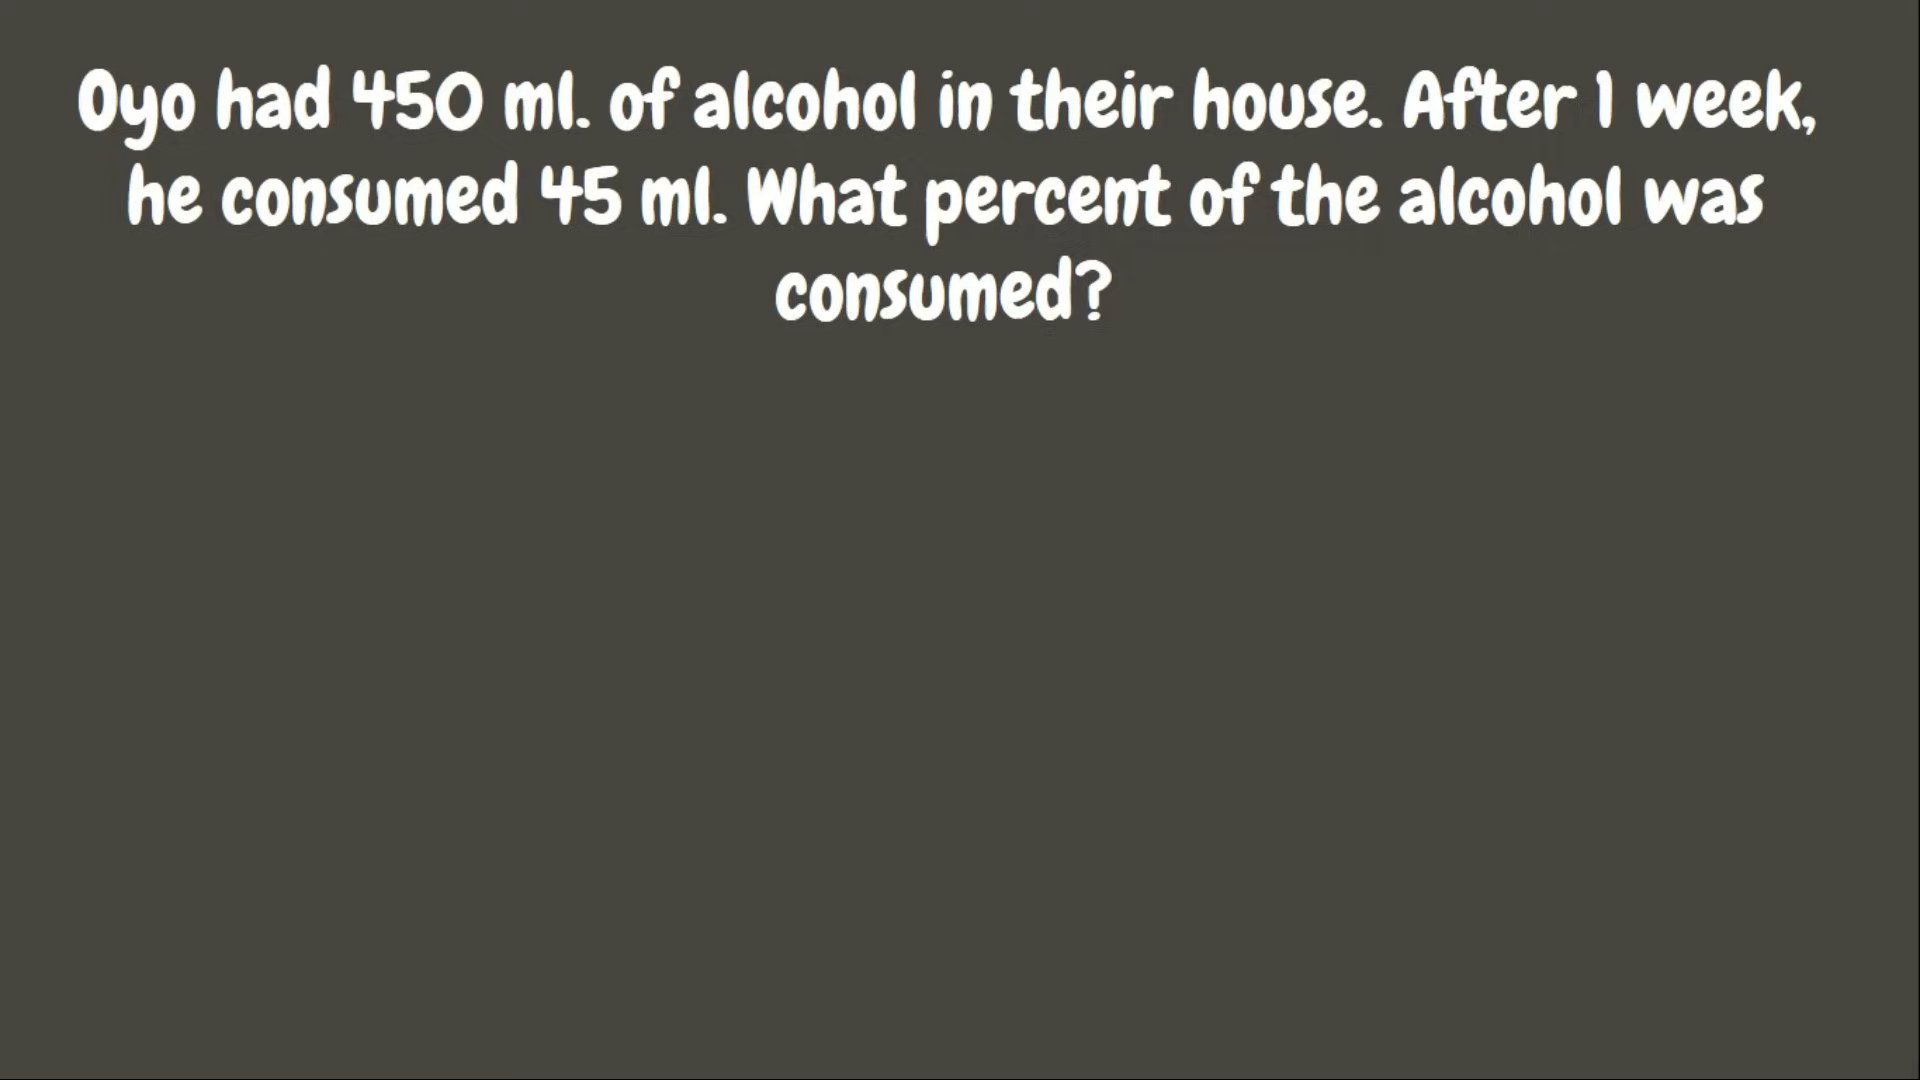 Oyo had 450 ml. of alcohol in their house. After 1 week,
he consumed 45 ml. What percent of the alcohol was
consumed?